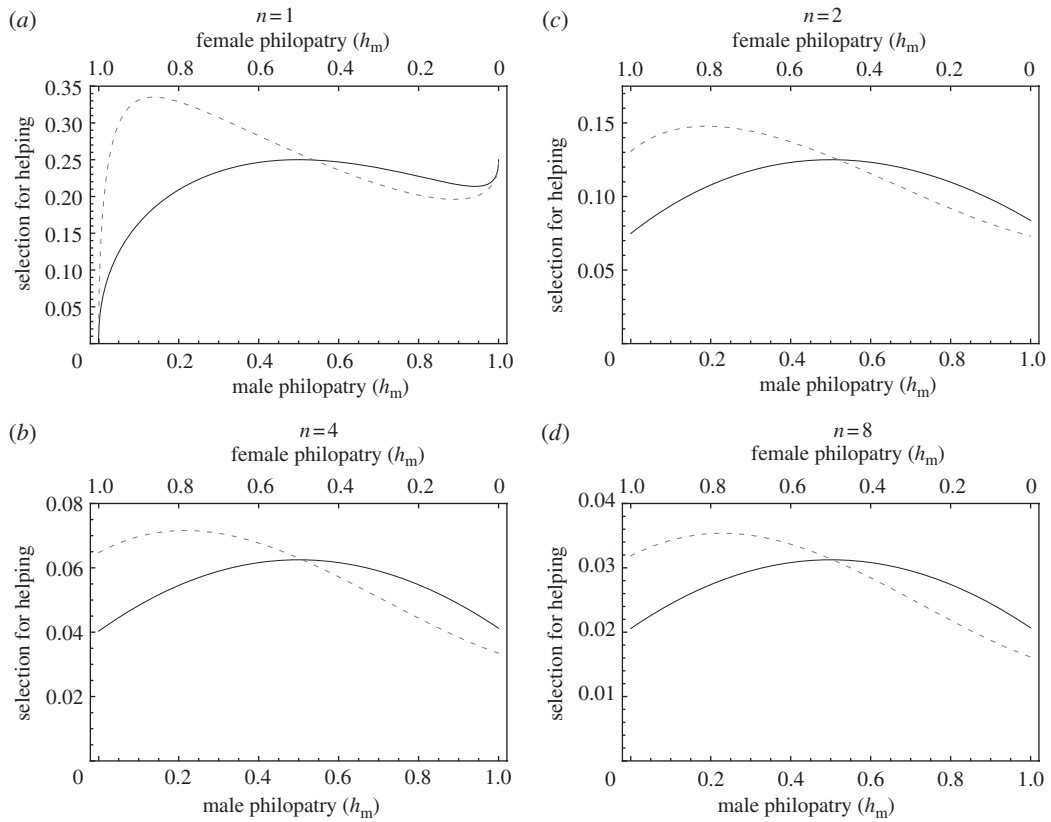 (a)
n=1
female philopatry (hm)
1.0 0.8 0.6 0.4 0.2 0
0.35
0.30
0.25
0.20
0.15
0.10
0.05
selection for helping
0 0.2 0.4 0.6 0.8 1.0
male philopatry (hm)
(c)
n=2
female philopatry (hm)
1.0 0.8 0.6 0.4 0.2 0
0.15
0.10
0.05
selection for helping
0 0.2 0.4 0.6 0.8 1.0
male philopatry (hm)
(b)
n=4
female philopatry (hm)
1.0 0.8 0.6 0.4 0.2 0
0.08
0.06
0.04
0.02
selection for helping
0 0.2 0.4 0.6 0.8 1.0
male philopatry (hm)
(d)
n=8
female philopatry (hm)
1.0 0.8 0.6 0.4 0.2 0
0.04
0.03
0.02
0.01
selection for helping
0 0.2 0.4 0.6 0.8 1.0
male philopatry (hm)